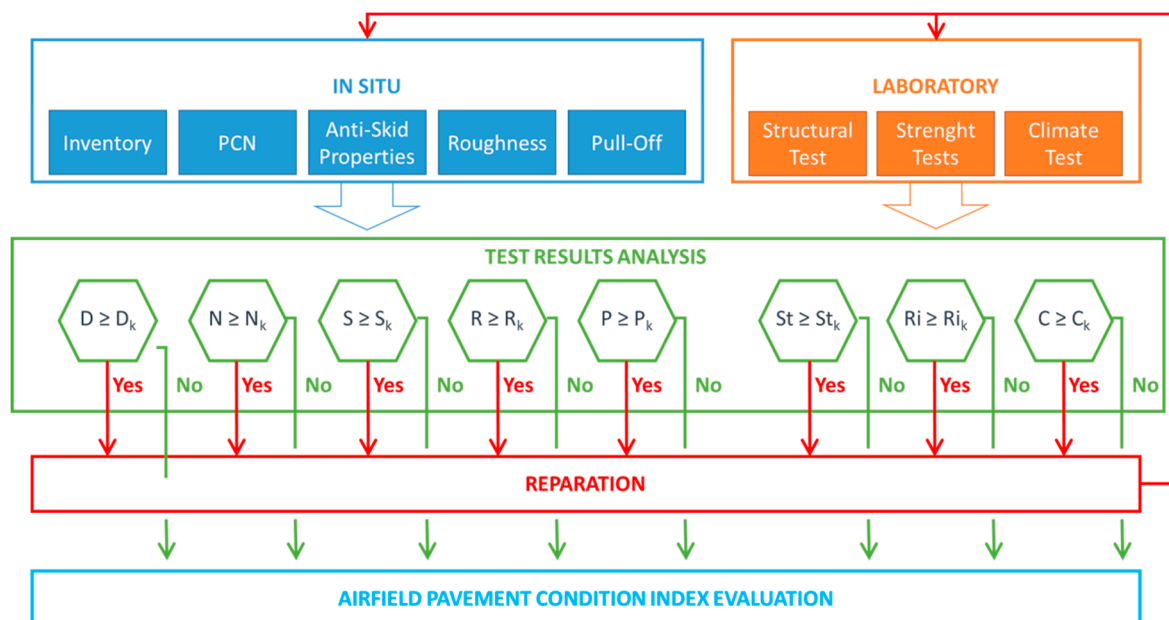 IN SITU
LABORATORY
Inventory
PCN
Anti-Skid
Properties
Roughness
Pull-Off
Structural
Test
Strenght
Tests
Climate
Test
TEST RESULTS ANALYSIS
D ≥ Dk
N ≥ Nk
S ≥ Sk
R ≥ Rk
P ≥ Pk
St ≥ Stk
Ri ≥ Rik
C ≥ Ck
Yes
No
Yes
No
Yes
No
Yes
No
Yes
No
Yes
No
Yes
No
Yes
No
REPARATION
AIRFIELD PAVEMENT CONDITION INDEX EVALUATION